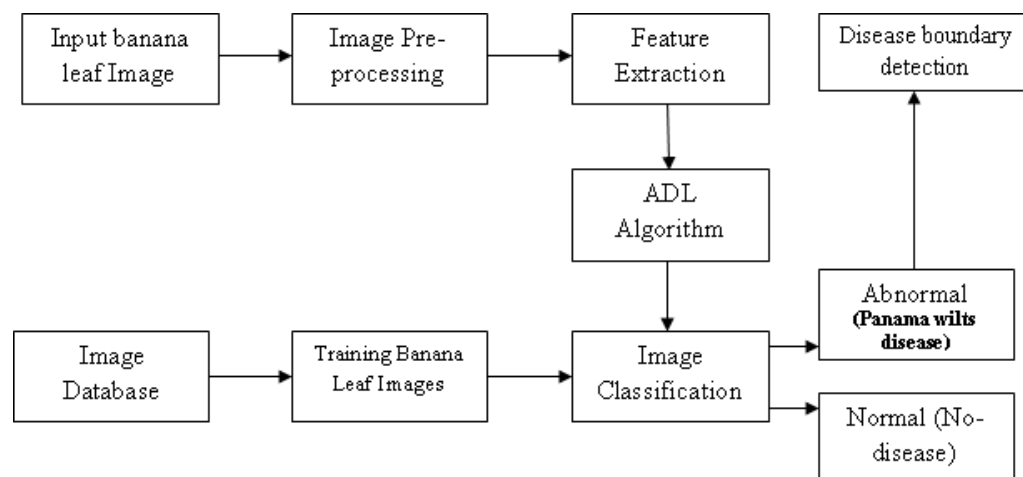 Input banana
leaf Image
Image Pre-
processing
Feature
Extraction
Disease boundary
detection
ADL
Algorithm
Abnormal
(Panama wilts
disease)
Image
Database
Training Banana
Leaf Images
Image
Classification
Normal (No-
disease)